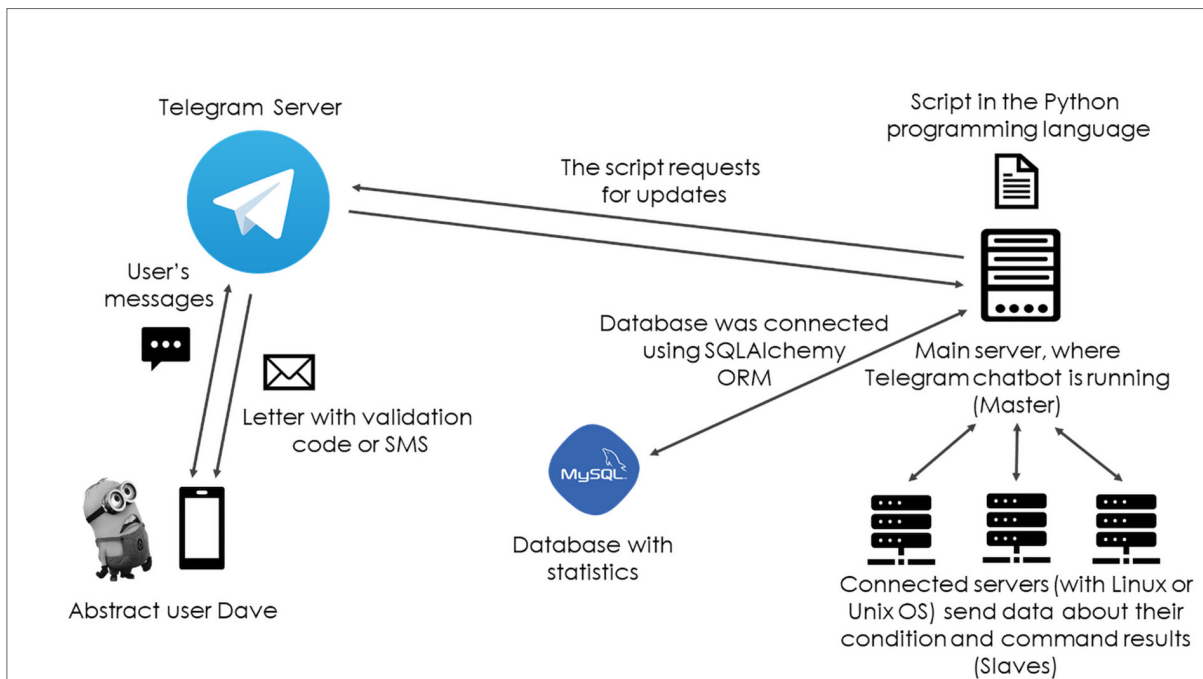 Telegram Server
Script in the Python
programming language
The script requests
for updates
User's
messages
Database was connected
using SQLAlchemy
ORM
Main server, where
Telegram chatbot is running
(Master)
Letter with validation
code or SMS
MySQL
Database with
statistics
Abstract user Dave
Connected servers (with Linux or
Unix OS) send data about their
condition and command results
(Slaves)